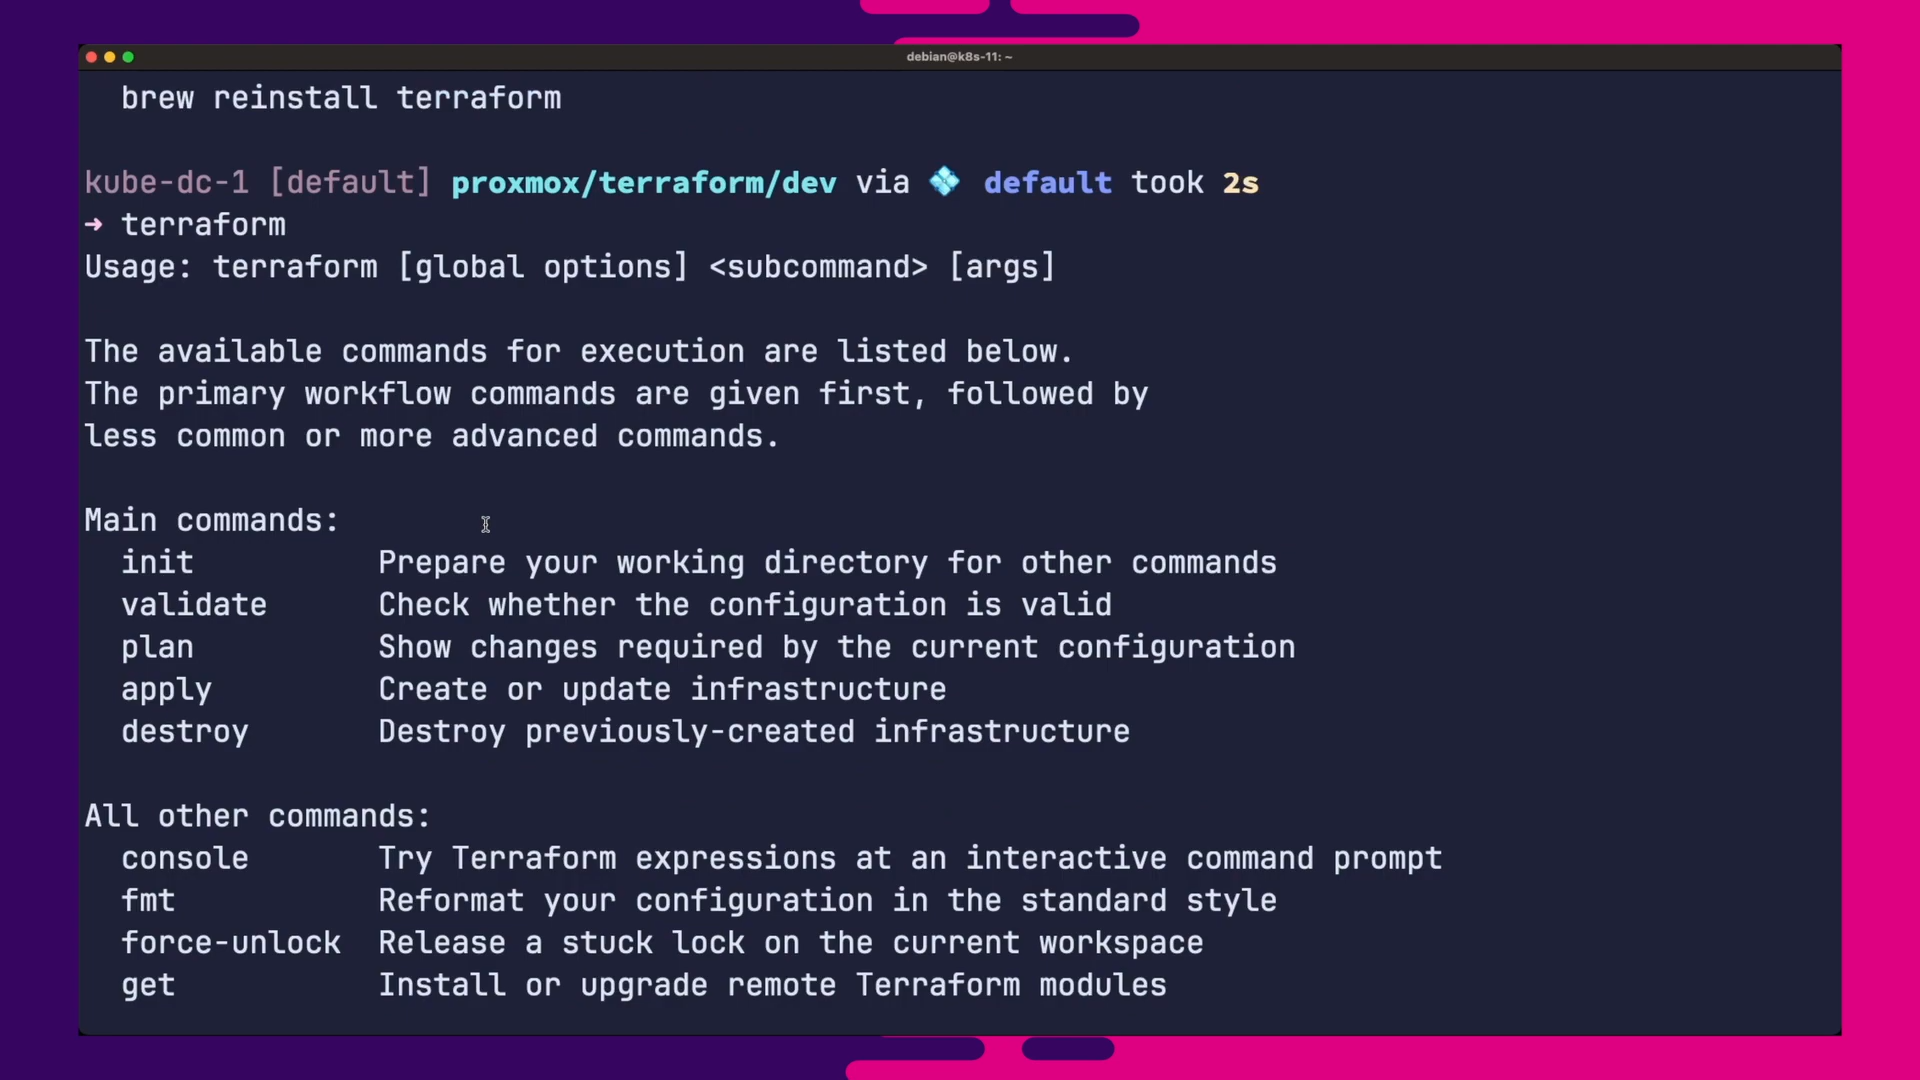 debian@k8s-11: ~
brew reinstall terraform
kube-dc-1 [default] proxmox/terraform/dev via 💠 default took 2s
➜ terraform
Usage: terraform [global options] <subcommand> [args]
The available commands for execution are listed below.
The primary workflow commands are given first, followed by
less common or more advanced commands.
Main commands:
init Prepare your working directory for other commands
validate Check whether the configuration is valid
plan Show changes required by the current configuration
apply Create or update infrastructure
destroy Destroy previously-created infrastructure
All other commands:
console Try Terraform expressions at an interactive command prompt
fmt Reformat your configuration in the standard style
force-unlock Release a stuck lock on the current workspace
get Install or upgrade remote Terraform modules